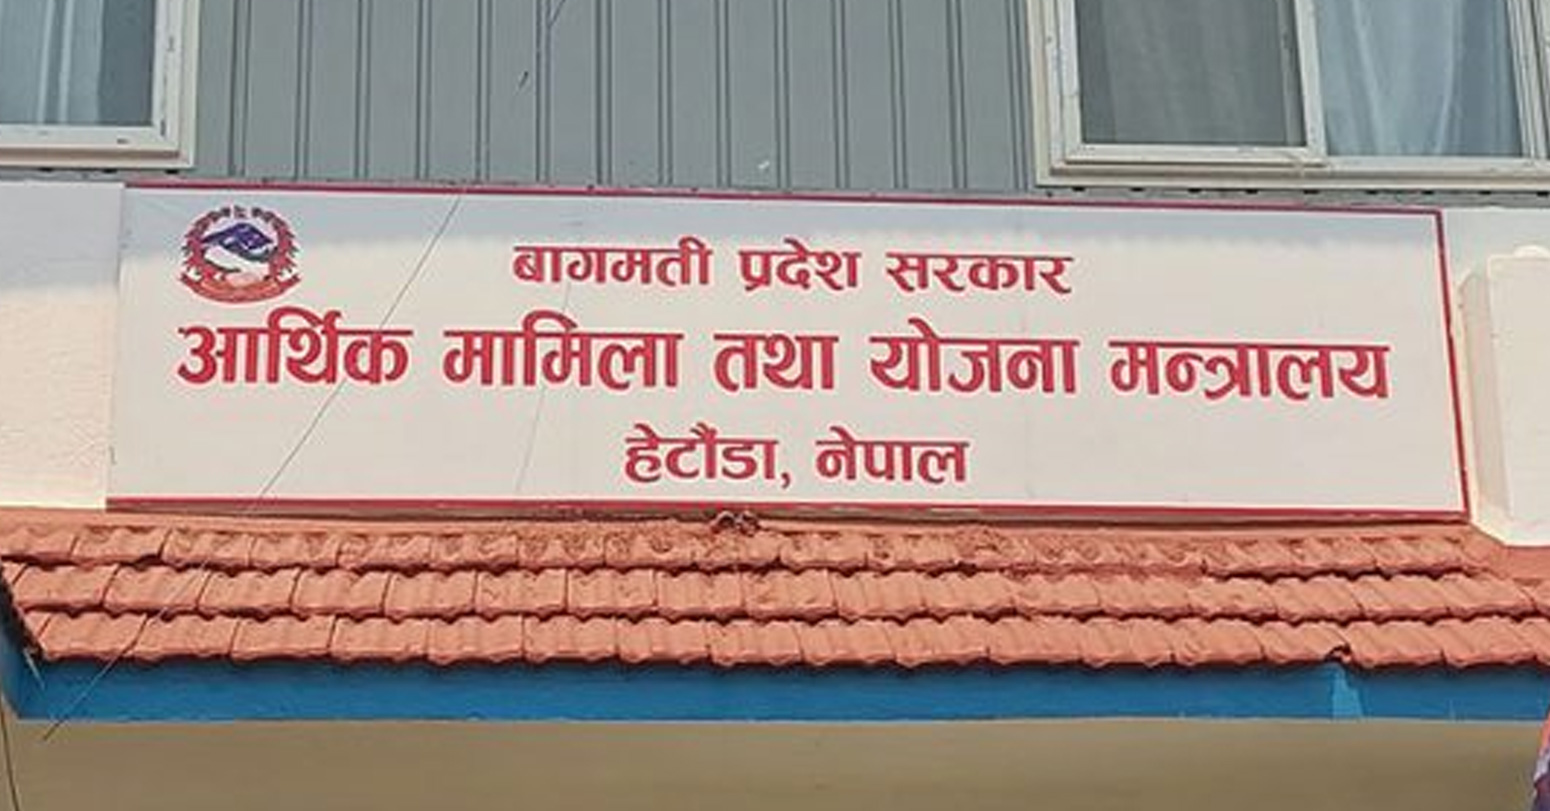 बागमती प्रदेश सरकार
आर्थिक मामिला तथा योजना मन्त्रालय
हेटौंडा, नेपाल